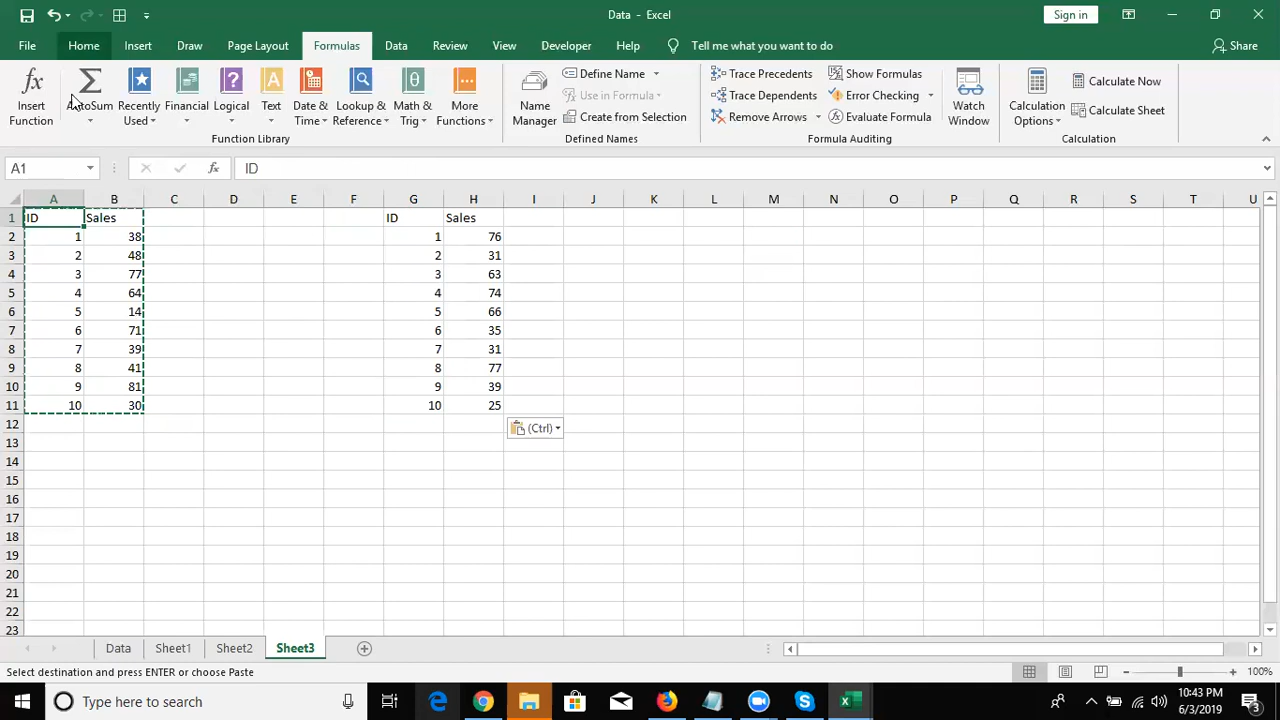 Data - Excel
Sign in
File Home Insert Draw Page Layout Formulas Data Review View Developer Help Tell me what you want to do Share
fx Insert Function
Σ AutoSum
Recently Used
Financial
Logical
A Text
Date & Time
Lookup & Reference
θ Math & Trig
More Functions
Function Library
Name Manager
Define Name
Use in Formula
Create from Selection
Defined Names
Trace Precedents
Trace Dependents
Remove Arrows
Show Formulas
Error Checking
Evaluate Formula
Formula Auditing
Watch Window
Calculation Options
Calculate Now
Calculate Sheet
Calculation
A1 fx ID
A B C D E F G H I J K L M N O P Q R S T U
1 ID Sales ID Sales
2 1 38 1 76
3 2 48 2 31
4 3 77 3 63
5 4 64 4 74
6 5 14 5 66
7 6 71 6 35
8 7 39 7 31
9 8 41 8 77
10 9 81 9 39
11 10 30 10 25
12 (Ctrl)
13
14
15
16
17
18
19
20
21
22
23
Data Sheet1 Sheet2 Sheet3
Select destination and press ENTER or choose Paste 100%
Type here to search
10:43 PM
6/3/2019
3